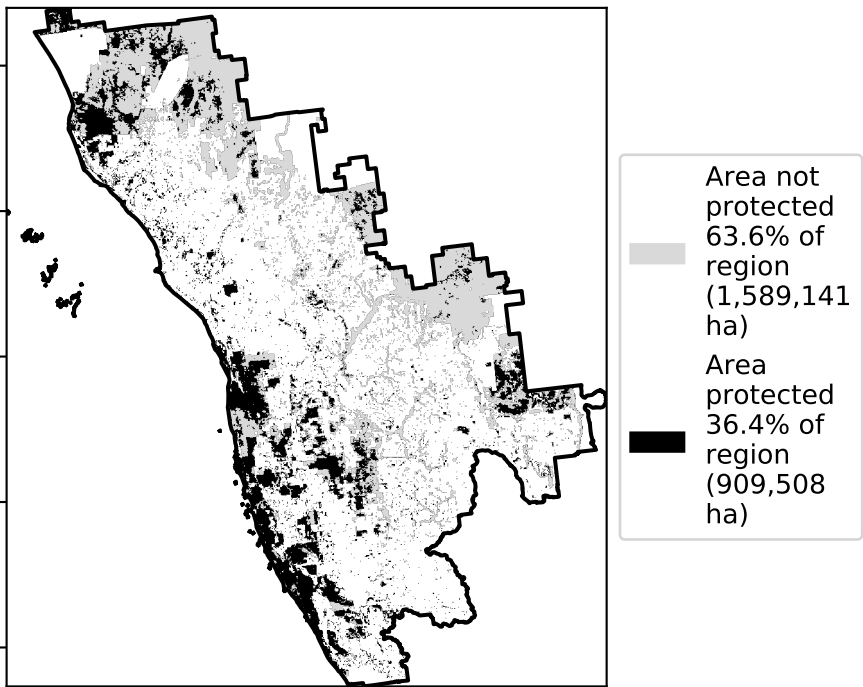 Area not
protected
63.6% of
region
(1,589,141
ha)
Area
protected
36.4% of
region
(909,508
ha)